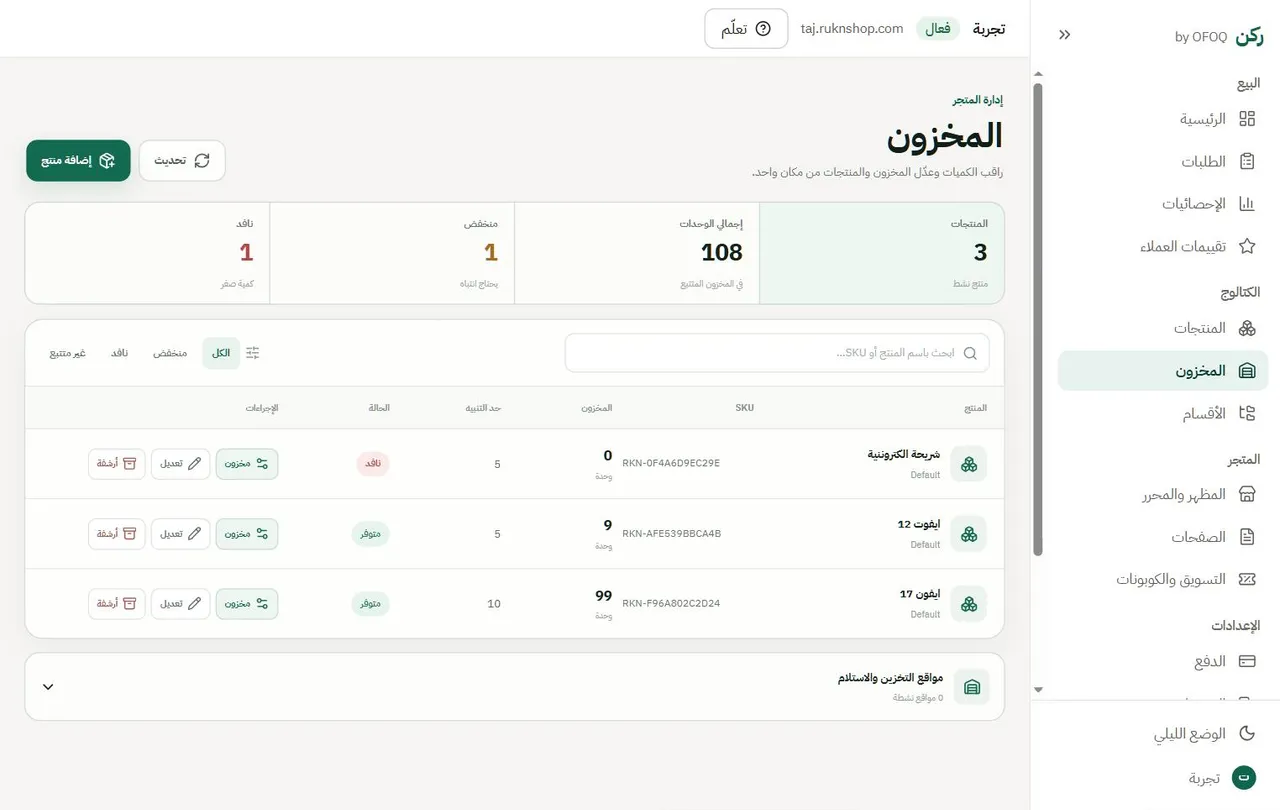 ركن by OFOQ
البيع
الرئيسية
الطلبات
الإحصائيات
تقييمات العملاء
الكتالوج
المنتجات
المخزون
الأقسام
المتجر
المظهر والمحرر
الصفحات
التسويق والكوبونات
الإعدادات
الدفع
الوضع الليلي
ت تجربة
تجربة فعال taj.ruknshop.com تعلّم
إدارة المتجر
المخزون
راقب الكميات وعدّل المخزون والمنتجات من مكان واحد.
تحديث إضافة منتج
المنتجات
3
منتج نشط
إجمالي الوحدات
108
في المخزون المتتبع
منخفض
1
يحتاج انتباه
نافد
1
كمية صفر
ابحث باسم المنتج أو SKU...
الكل منخفض نافد غير متتبع
المنتج SKU المخزون حد التنبيه الحالة الإجراءات
شريحة الكتروننية
Default
RKN-0F4A6D9EC29E
0
وحدة
5
نافد
مخزون تعديل أرشفة
ايفوت 12
Default
RKN-AFE539BBCA4B
9
وحدة
5
متوفر
مخزون تعديل أرشفة
ايفون 17
Default
RKN-F96A802C2D24
99
وحدة
10
متوفر
مخزون تعديل أرشفة
مواقع التخزين والاستلام
0 مواقع نشطة